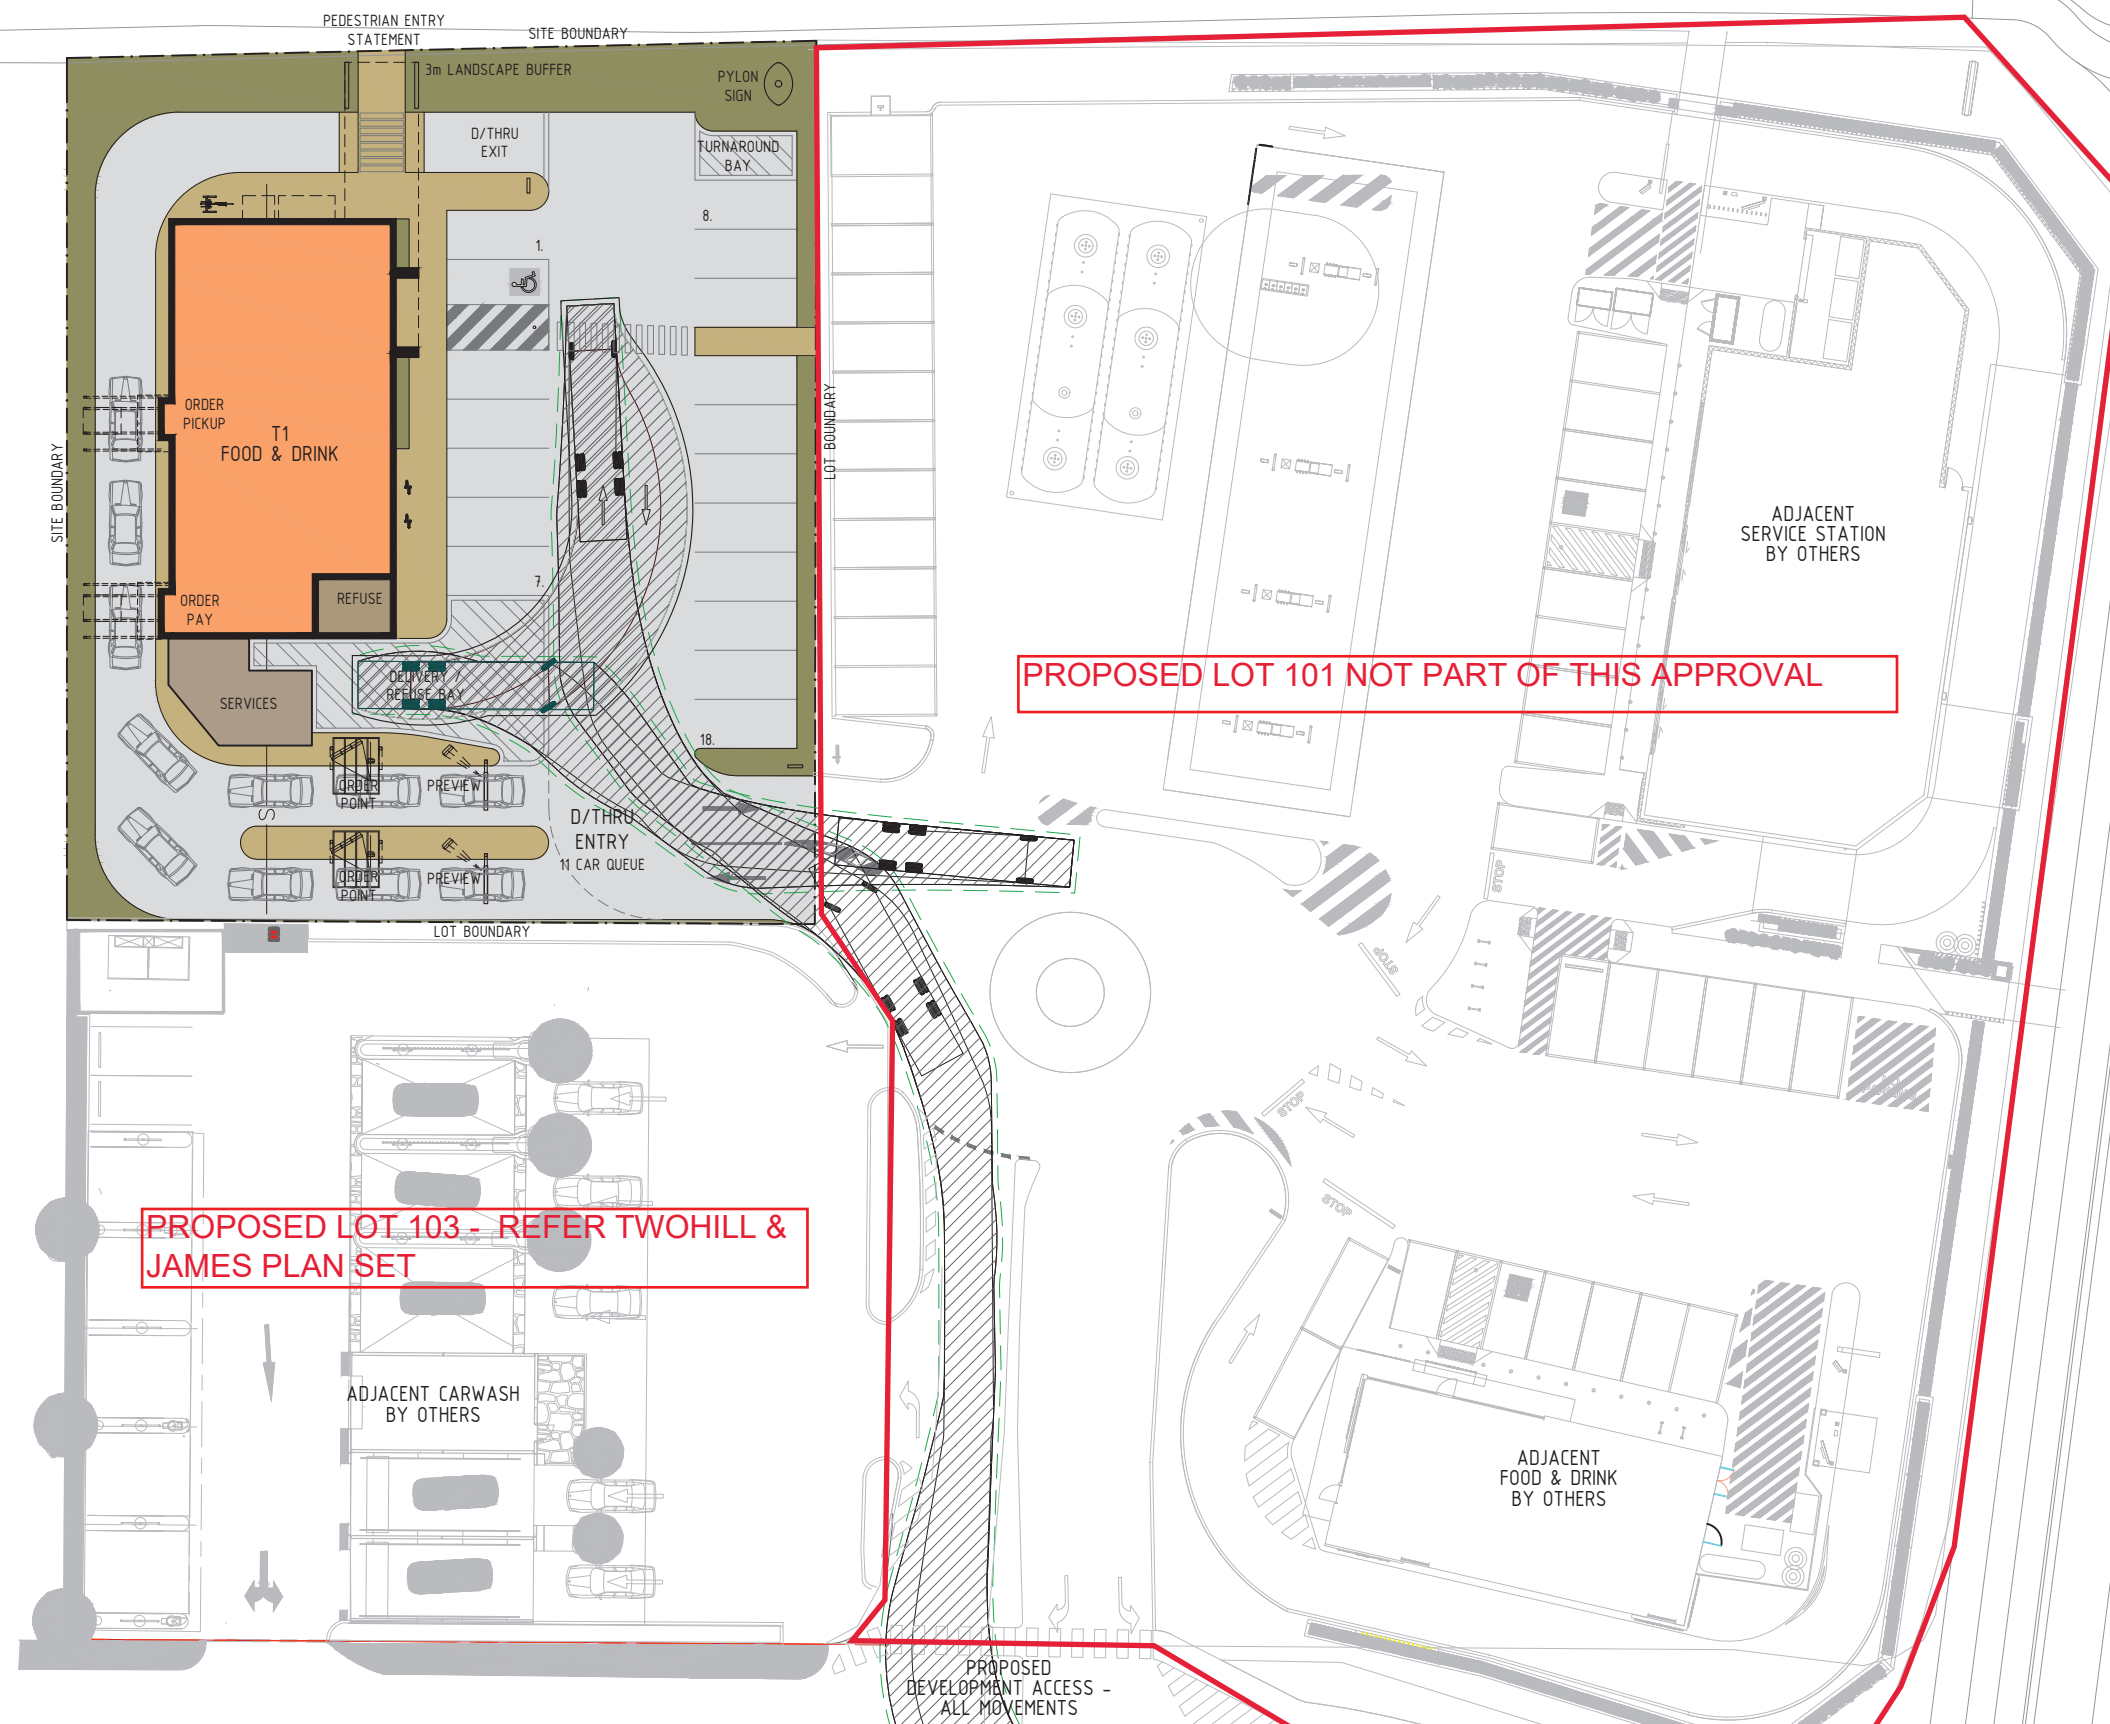 PEDESTRIAN ENTRY
STATEMENT
SITE BOUNDARY
3m LANDSCAPE BUFFER
PYLON
SIGN
D/THRU
EXIT
TURNAROUND
BAY
8.
1.
ORDER
PICKUP
T1
FOOD & DRINK
SITE BOUNDARY
LOT BOUNDARY
ORDER
PAY
REFUSE
7.
DELIVERY /
REFUSE BAY
SERVICES
18.
ORDER
POINT
PREVIEW
S
D/THRU
ENTRY
11 CAR QUEUE
ORDER
POINT
PREVIEW
LOT BOUNDARY
ADJACENT
SERVICE STATION
BY OTHERS
PROPOSED LOT 101 NOT PART OF THIS APPROVAL
STOP
STOP
STOP
STOP
PROPOSED LOT 103 - REFER TWOHILL &
JAMES PLAN SET
ADJACENT CARWASH
BY OTHERS
ADJACENT
FOOD & DRINK
BY OTHERS
PROPOSED
DEVELOPMENT ACCESS -
ALL MOVEMENTS